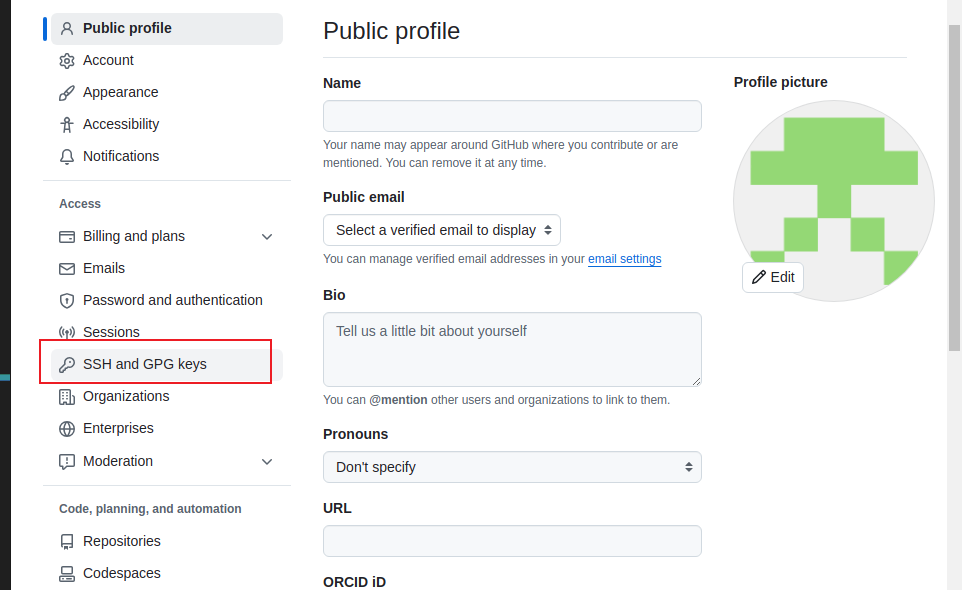 Public profile
Account
Appearance
Accessibility
Notifications
Access
Billing and plans
Emails
Password and authentication
Sessions
SSH and GPG keys
Organizations
Enterprises
Moderation
Code, planning, and automation
Repositories
Codespaces
Public profile
Name
Your name may appear around GitHub where you contribute or are
mentioned. You can remove it at any time.
Public email
Select a verified email to display
You can manage verified email addresses in your email settings
Bio
Tell us a little bit about yourself
You can @mention other users and organizations to link to them.
Pronouns
Don't specify
URL
ORCID iD
Profile picture
Edit